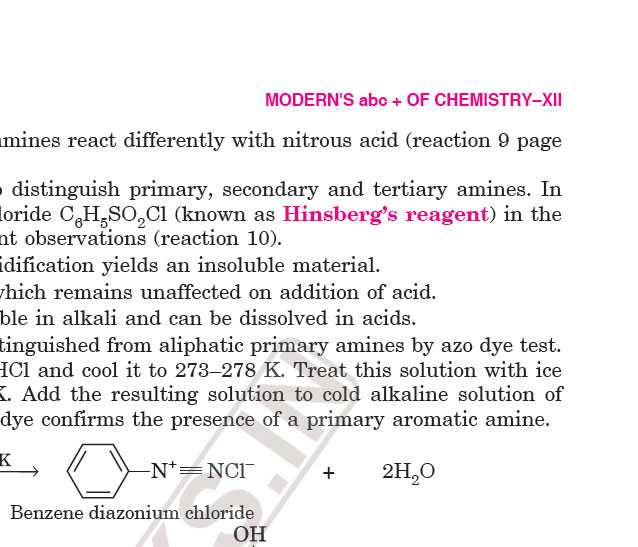 MODERN'S abc + OF CHEMISTRY–XII
mines react differently with nitrous acid (reaction 9 page
distinguish primary, secondary and tertiary amines. In
loride C₆H₅SO₂Cl (known as Hinsberg's reagent) in the
nt observations (reaction 10).
idification yields an insoluble material.
which remains unaffected on addition of acid.
ble in alkali and can be dissolved in acids.
tinguished from aliphatic primary amines by azo dye test.
HCl and cool it to 273–278 K. Treat this solution with ice
K. Add the resulting solution to cold alkaline solution of
dye confirms the presence of a primary aromatic amine.
K N⁺≡NCl⁻ + 2H₂O
Benzene diazonium chloride
OH